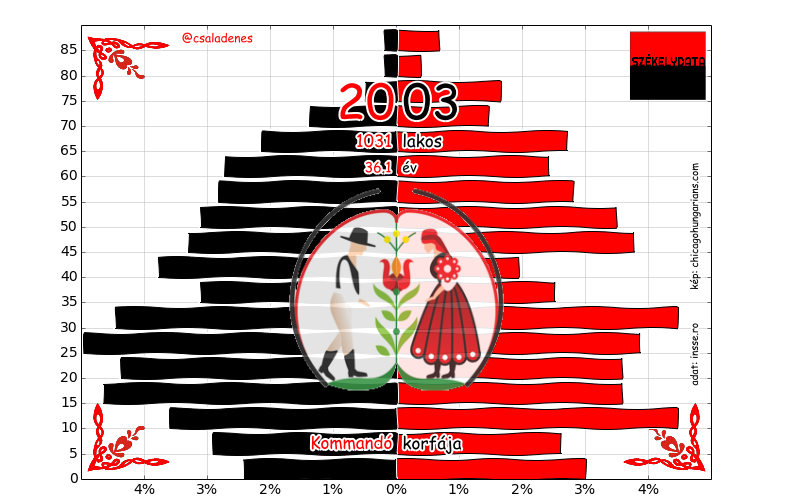 @csaladenes
SZÉKELYDATA
2003
1031 lakos
36.1 év
Kommandó korfája
kép: chicagohungarians.com
adat: insse.ro
85
80
75
70
65
60
55
50
45
40
35
30
25
20
15
10
5
0
4% 3% 2% 1% 0% 1% 2% 3% 4%